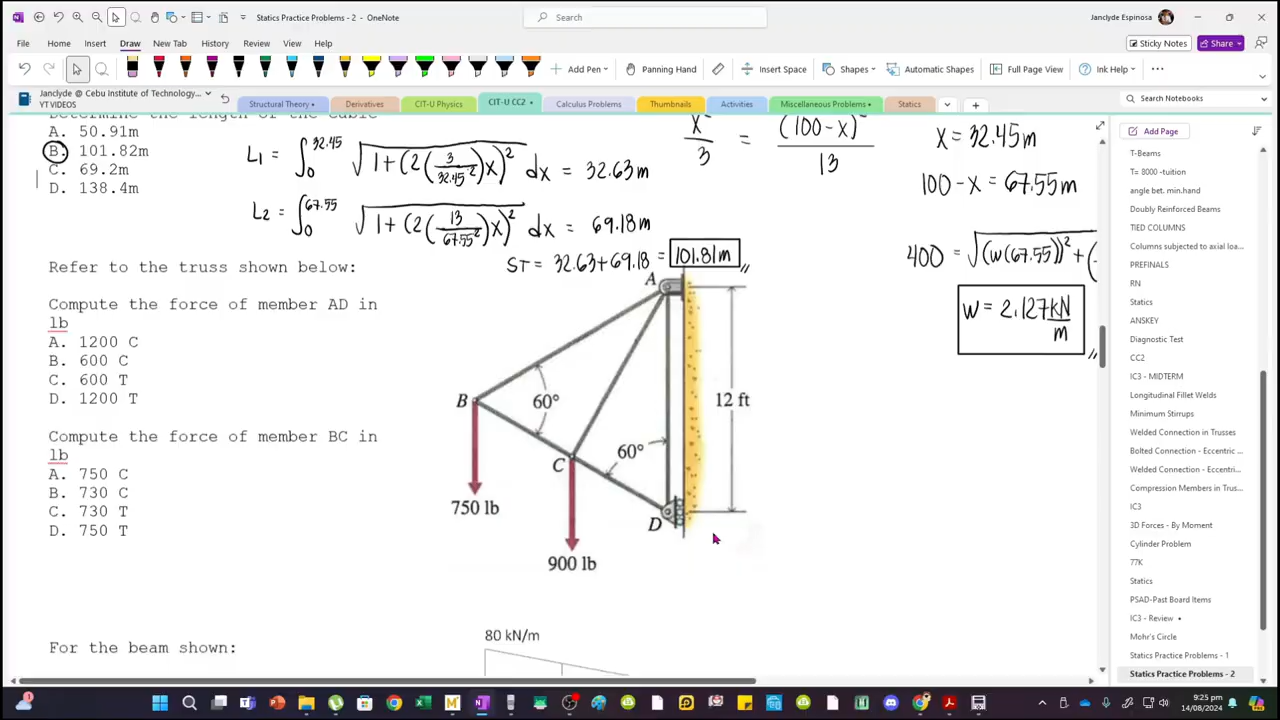 Statics Practice Problems - 2 - OneNote
Search
Janclyde Espinosa
File Home Insert Draw New Tab History Review View Help
Sticky Notes Share
Add Pen Panning Hand Insert Space Shapes Automatic Shapes Full Page View Ink Help
Janclyde @ Cebu Institute of Technology...
YT VIDEOS
Structural Theory Derivatives CIT-U Physics CIT-U CC2 Calculus Problems Thumbnails Activities Miscellaneous Problems Statics
Search Notebooks
Add Page
T-Beams
T= 8000 -tuition
angle bet. min.hand
Doubly Reinforced Beams
TIED COLUMNS
Columns subjected to axial loa...
PREFINALS
RN
Statics
ANSKEY
Diagnostic Test
CC2
IC3 - MIDTERM
Longitudinal Fillet Welds
Minimum Stirrups
Welded Connection in Trusses
Bolted Connection - Eccentric ...
Welded Connection - Eccentri...
Compression Members in Trus...
IC3
3D Forces - By Moment
Cylinder Problem
77K
Statics
PSAD-Past Board Items
IC3 - Review
Mohr's Circle
Statics Practice Problems - 1
Statics Practice Problems - 2
Determine the length of the cable
A. 50.91m
B. 101.82m
C. 69.2m
D. 138.4m
L1 = ∫0^32.45 √(1+(2(3/32.45²)x)²) dx = 32.63m
L2 = ∫0^67.55 √(1+(2(13/67.55²)x)²) dx = 69.18m
ST = 32.63+69.18 = 101.81m
x²/3 = (100-x)²/13
x = 32.45m
100-x = 67.55m
400 = √((w(67.55))² + (
w = 2.127 kN/m
Refer to the truss shown below:
Compute the force of member AD in
lb
A. 1200 C
B. 600 C
C. 600 T
D. 1200 T
Compute the force of member BC in
lb
A. 750 C
B. 730 C
C. 730 T
D. 750 T
A
B
60°
12 ft
C
60°
750 lb
D
900 lb
For the beam shown:
80 kN/m
9:25 pm
14/08/2024